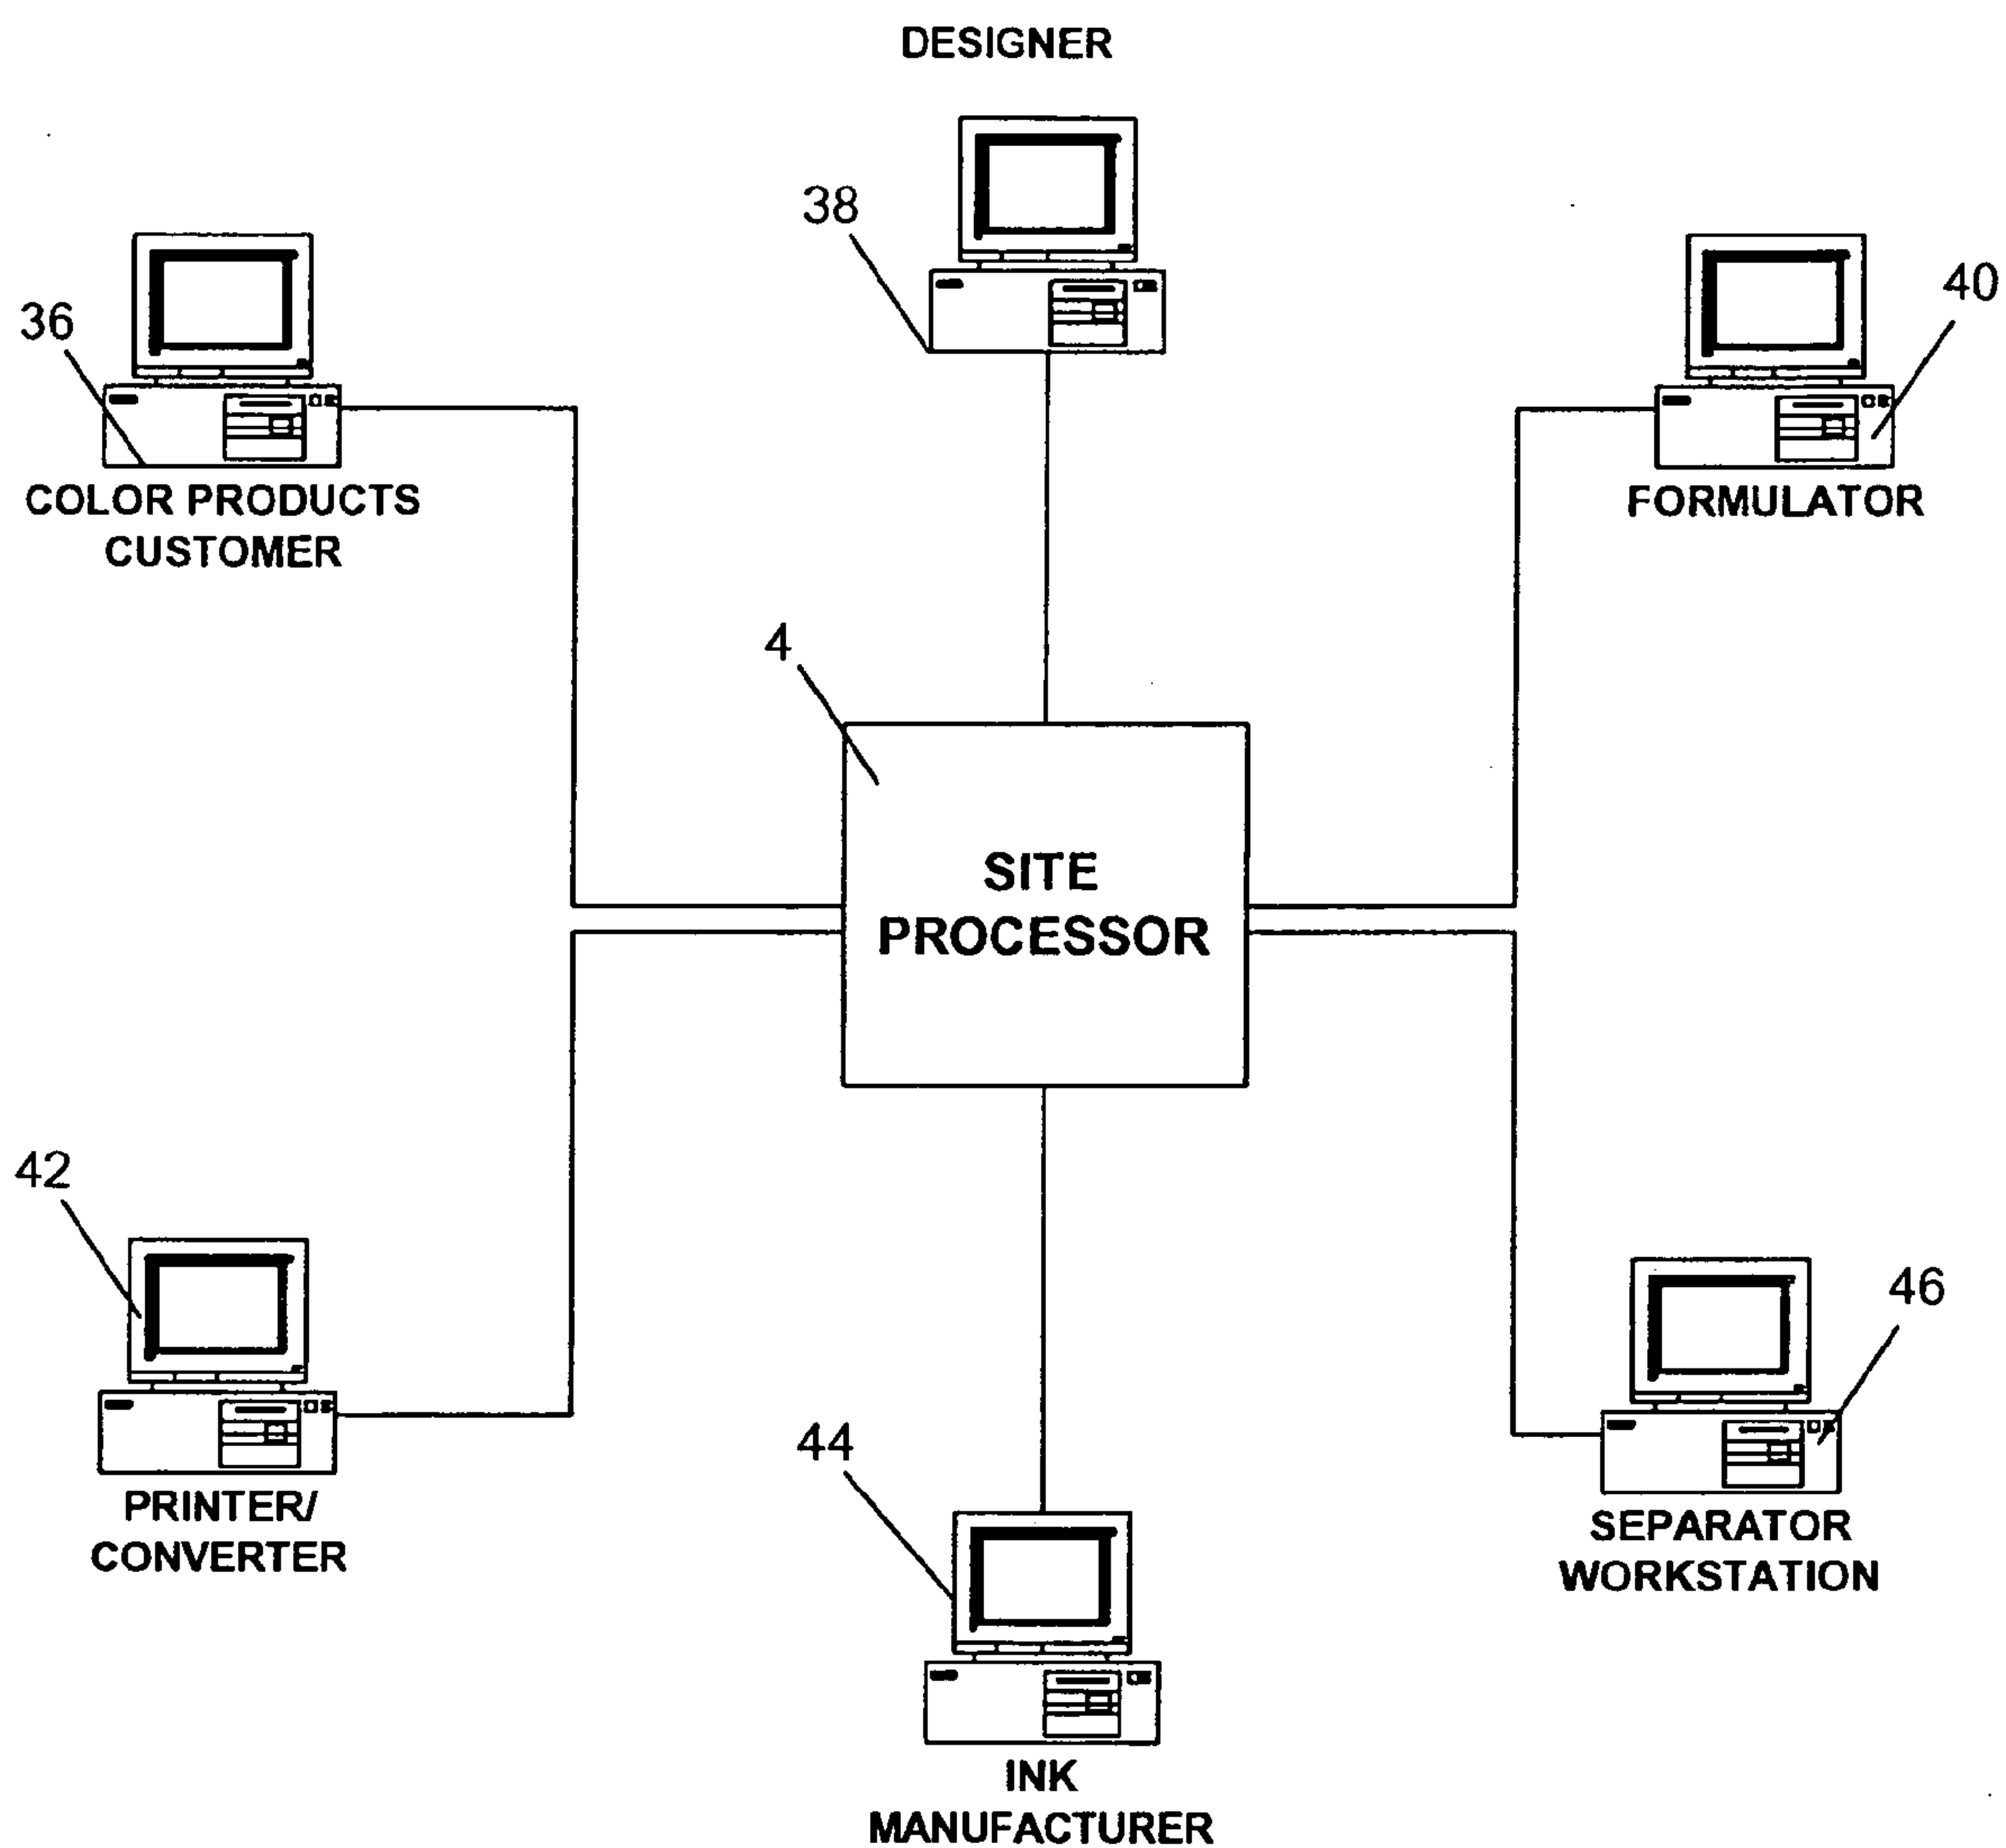 DESIGNER
38
40
36
COLOR PRODUCTS
CUSTOMER
FORMULATOR
4
SITE
PROCESSOR
42
46
44
PRINTER/
CONVERTER
SEPARATOR
WORKSTATION
INK
MANUFACTURER